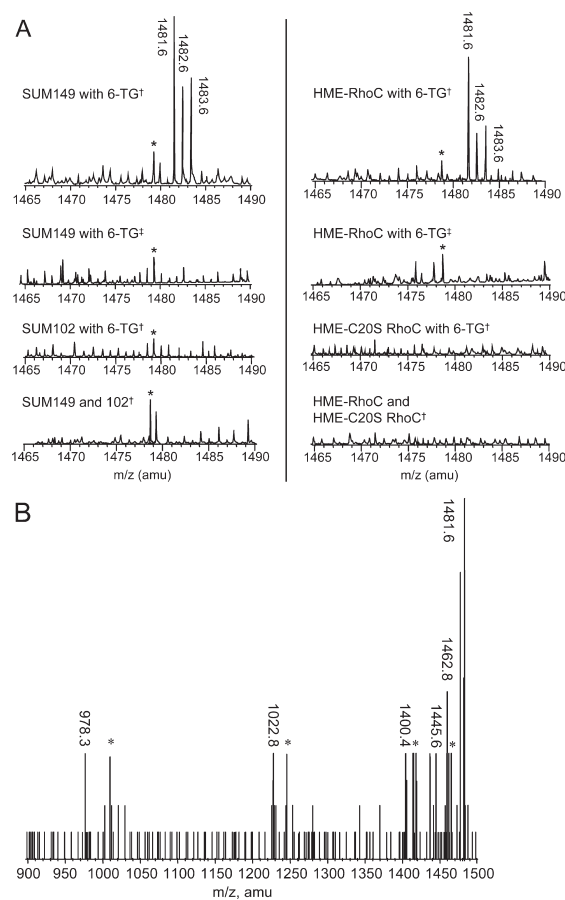 A
1481.6
1482.6
1483.6
SUM149 with 6-TG†
*
1465 1470 1475 1480 1485 1490
SUM149 with 6-TG‡
*
1465 1470 1475 1480 1485 1490
SUM102 with 6-TG†
*
1465 1470 1475 1480 1485 1490
SUM149 and 102†
*
1465 1470 1475 1480 1485 1490
m/z (amu)
1481.6
1482.6
1483.6
HME-RhoC with 6-TG†
*
1465 1470 1475 1480 1485 1490
HME-RhoC with 6-TG‡
*
1465 1470 1475 1480 1485 1490
HME-C20S RhoC with 6-TG†
1465 1470 1475 1480 1485 1490
HME-RhoC and
HME-C20S RhoC†
1465 1470 1475 1480 1485 1490
m/z (amu)
B
978.3
*
1022.8
*
1400.4
*
1445.6
1462.8
*
1481.6
900 950 1000 1050 1100 1150 1200 1250 1300 1350 1400 1450 1500
m/z, amu